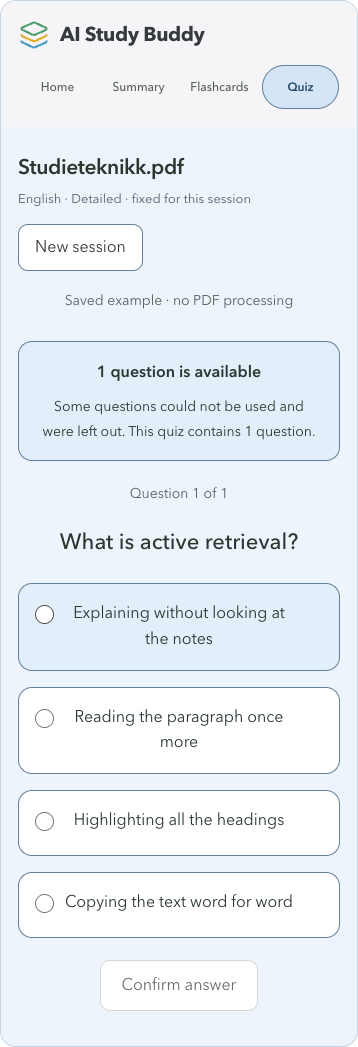 AI Study Buddy
Home Summary Flashcards Quiz
Studieteknikk.pdf
English · Detailed · fixed for this session
New session
Saved example · no PDF processing
1 question is available
Some questions could not be used and
were left out. This quiz contains 1 question.
Question 1 of 1
What is active retrieval?
Explaining without looking at
the notes
Reading the paragraph once
more
Highlighting all the headings
Copying the text word for word
Confirm answer